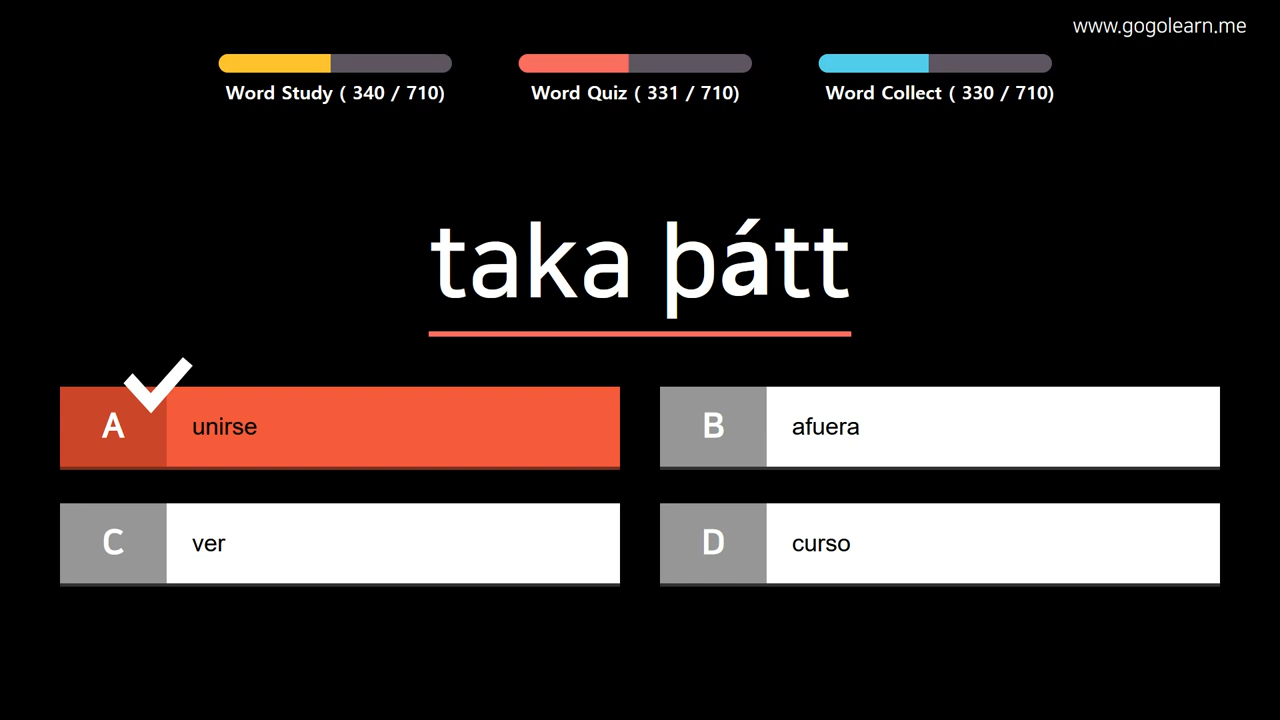 www.gogolearn.me
Word Study ( 340 / 710)
Word Quiz ( 331 / 710)
Word Collect ( 330 / 710)
taka þátt
A unirse
B afuera
C ver
D curso